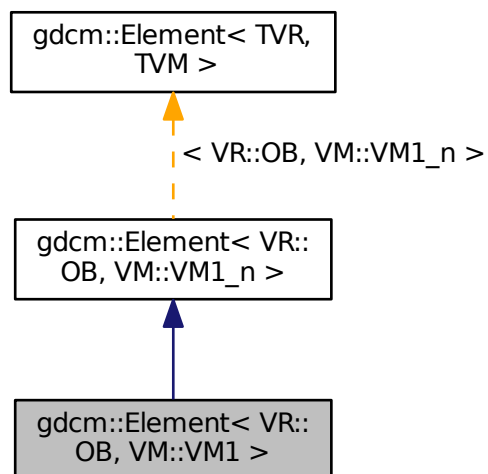 gdcm::Element< TVR,
TVM >
< VR::OB, VM::VM1_n >
gdcm::Element< VR::
OB, VM::VM1_n >
gdcm::Element< VR::
OB, VM::VM1 >